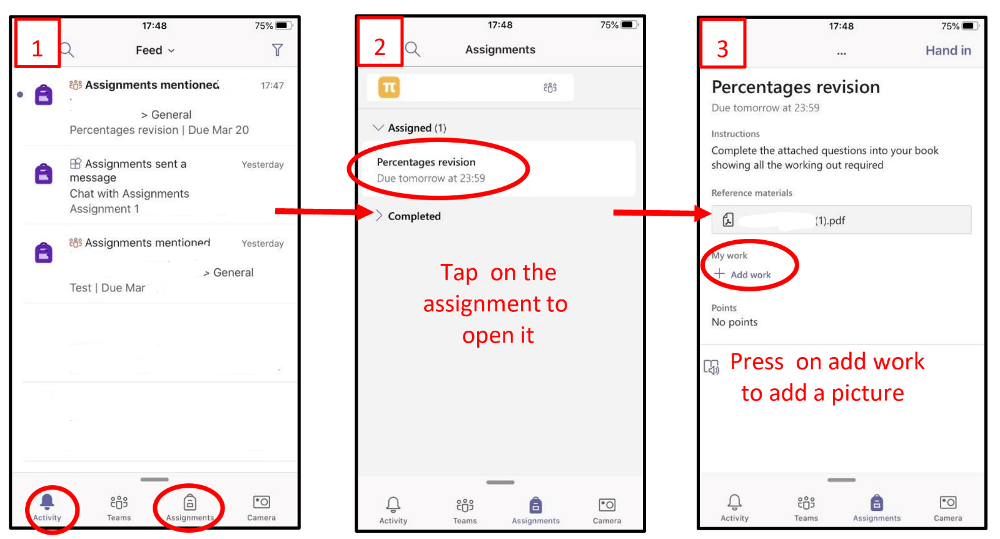 1
17:48
75%
Feed
Assignments mentioned
17:47
> General
Percentages revision | Due Mar 20
Assignments sent a
message
Yesterday
Chat with Assignments
Assignment 1
Assignments mentioned
Yesterday
> General
Test | Due Mar
Activity
Teams
Assignments
Camera
2
17:48
75%
Assignments
π
Assigned (1)
Percentages revision
Due tomorrow at 23:59
Completed
Tap on the
assignment to
open it
Activity
Teams
Assignments
Camera
3
17:48
75%
...
Hand in
Percentages revision
Due tomorrow at 23:59
Instructions
Complete the attached questions into your book
showing all the working out required
Reference materials
(1).pdf
My work
+ Add work
Points
No points
Press on add work
to add a picture
Activity
Teams
Assignments
Camera